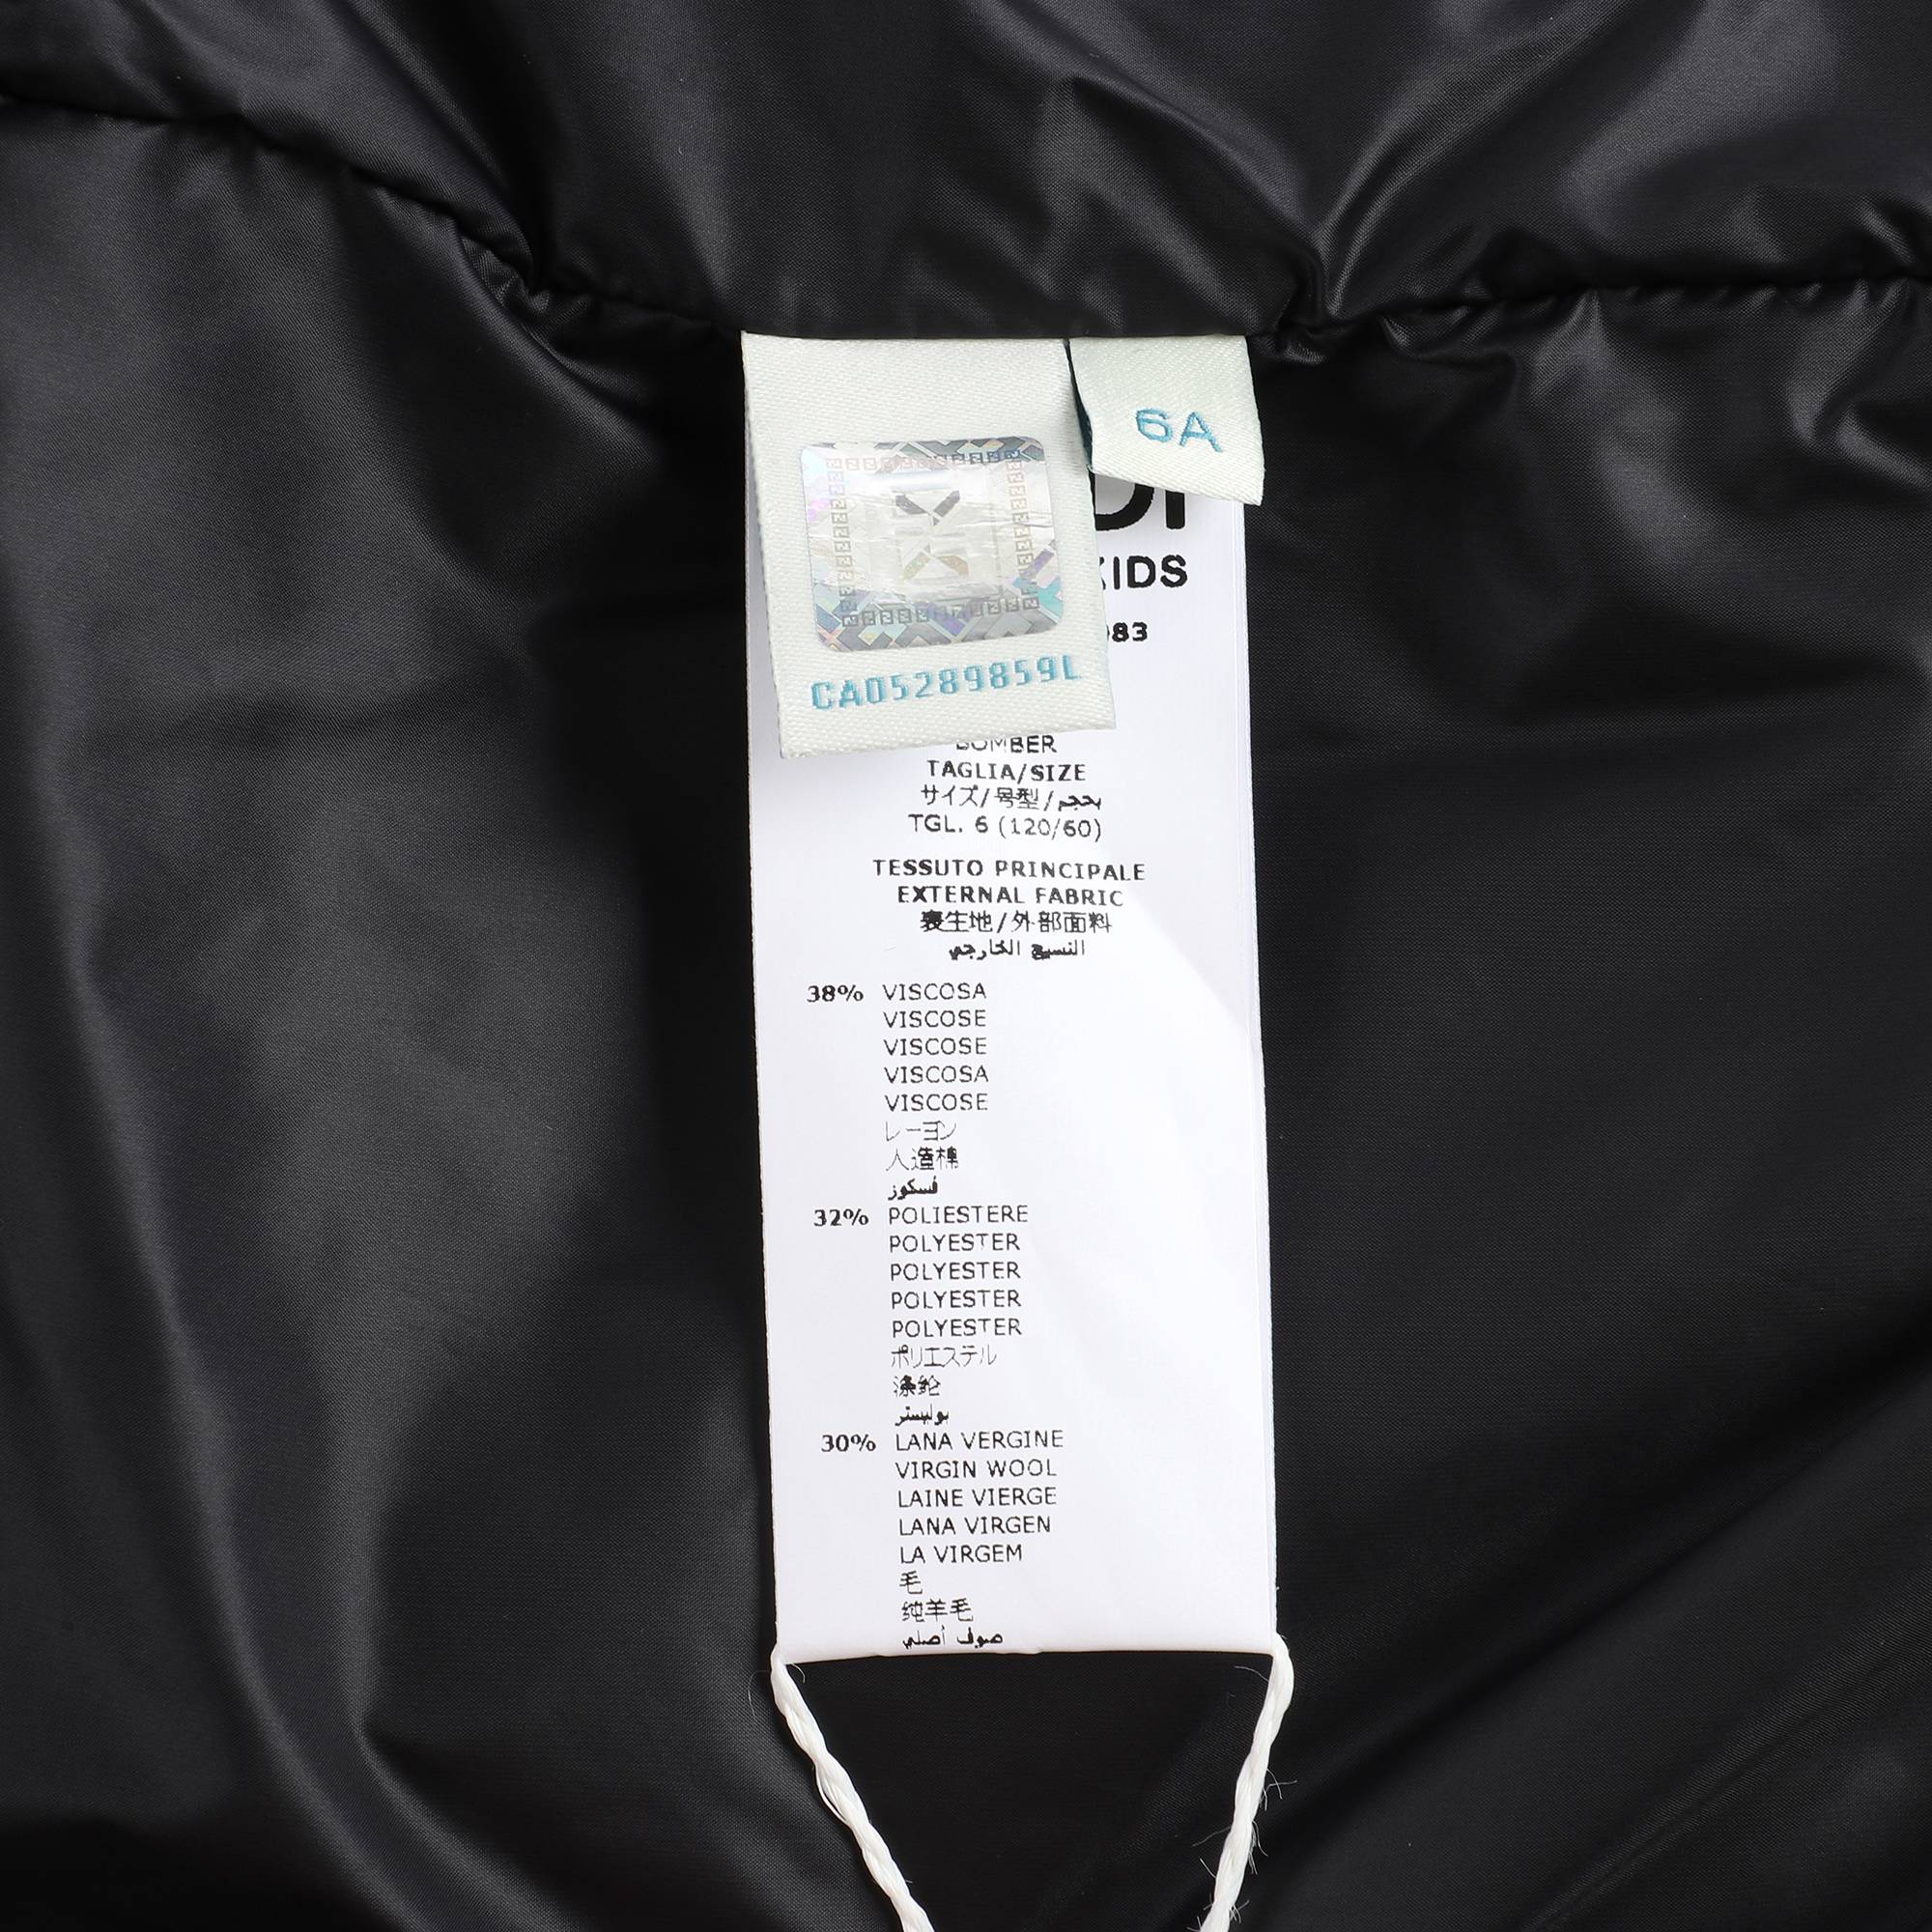 6A
DI
KIDS
83
CA05289859L
BOMBER
TAGLIA/SIZE
サイズ/号型/بحجم
TGL. 6 (120/60)
TESSUTO PRINCIPALE
EXTERNAL FABRIC
表生地/外部面料
النسيج الخارجي
38% VISCOSA
VISCOSE
VISCOSE
VISCOSA
VISCOSE
レーヨン
人造棉
فسكوز
32% POLIESTERE
POLYESTER
POLYESTER
POLYESTER
POLYESTER
ポリエステル
涤纶
بوليستر
30% LANA VERGINE
VIRGIN WOOL
LAINE VIERGE
LANA VIRGEN
LA VIRGEM
毛
纯羊毛
صوف أصلي